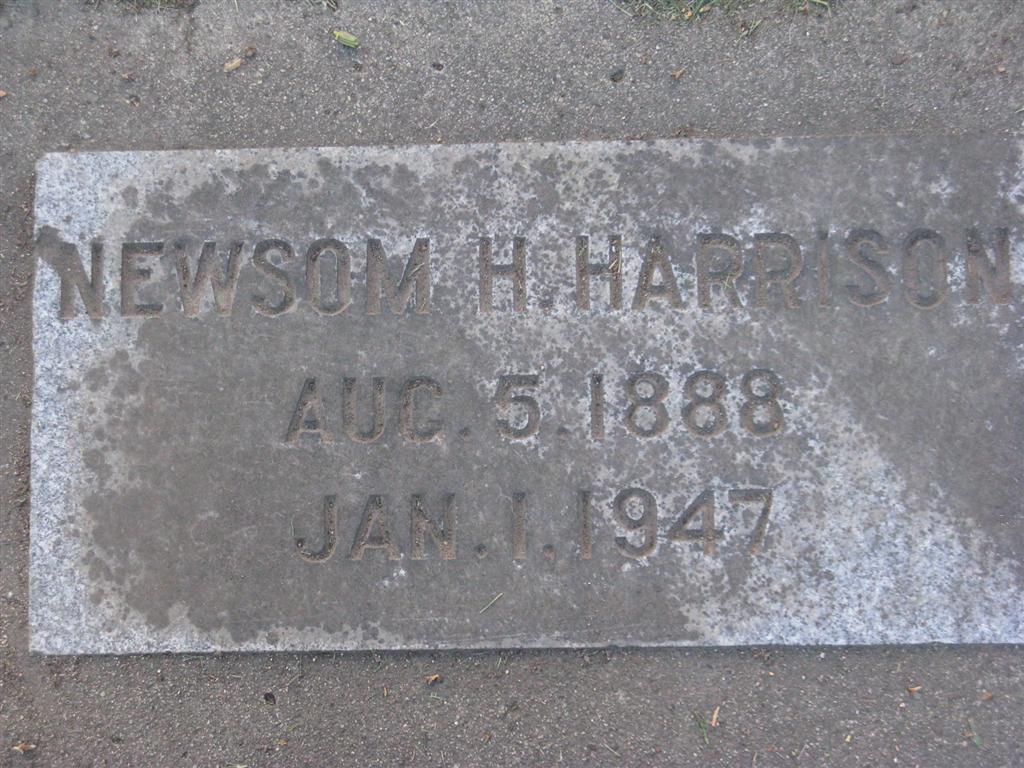 NEWSOM H. HARRISON
AUG. 5. 1888
JAN. 1. 1947